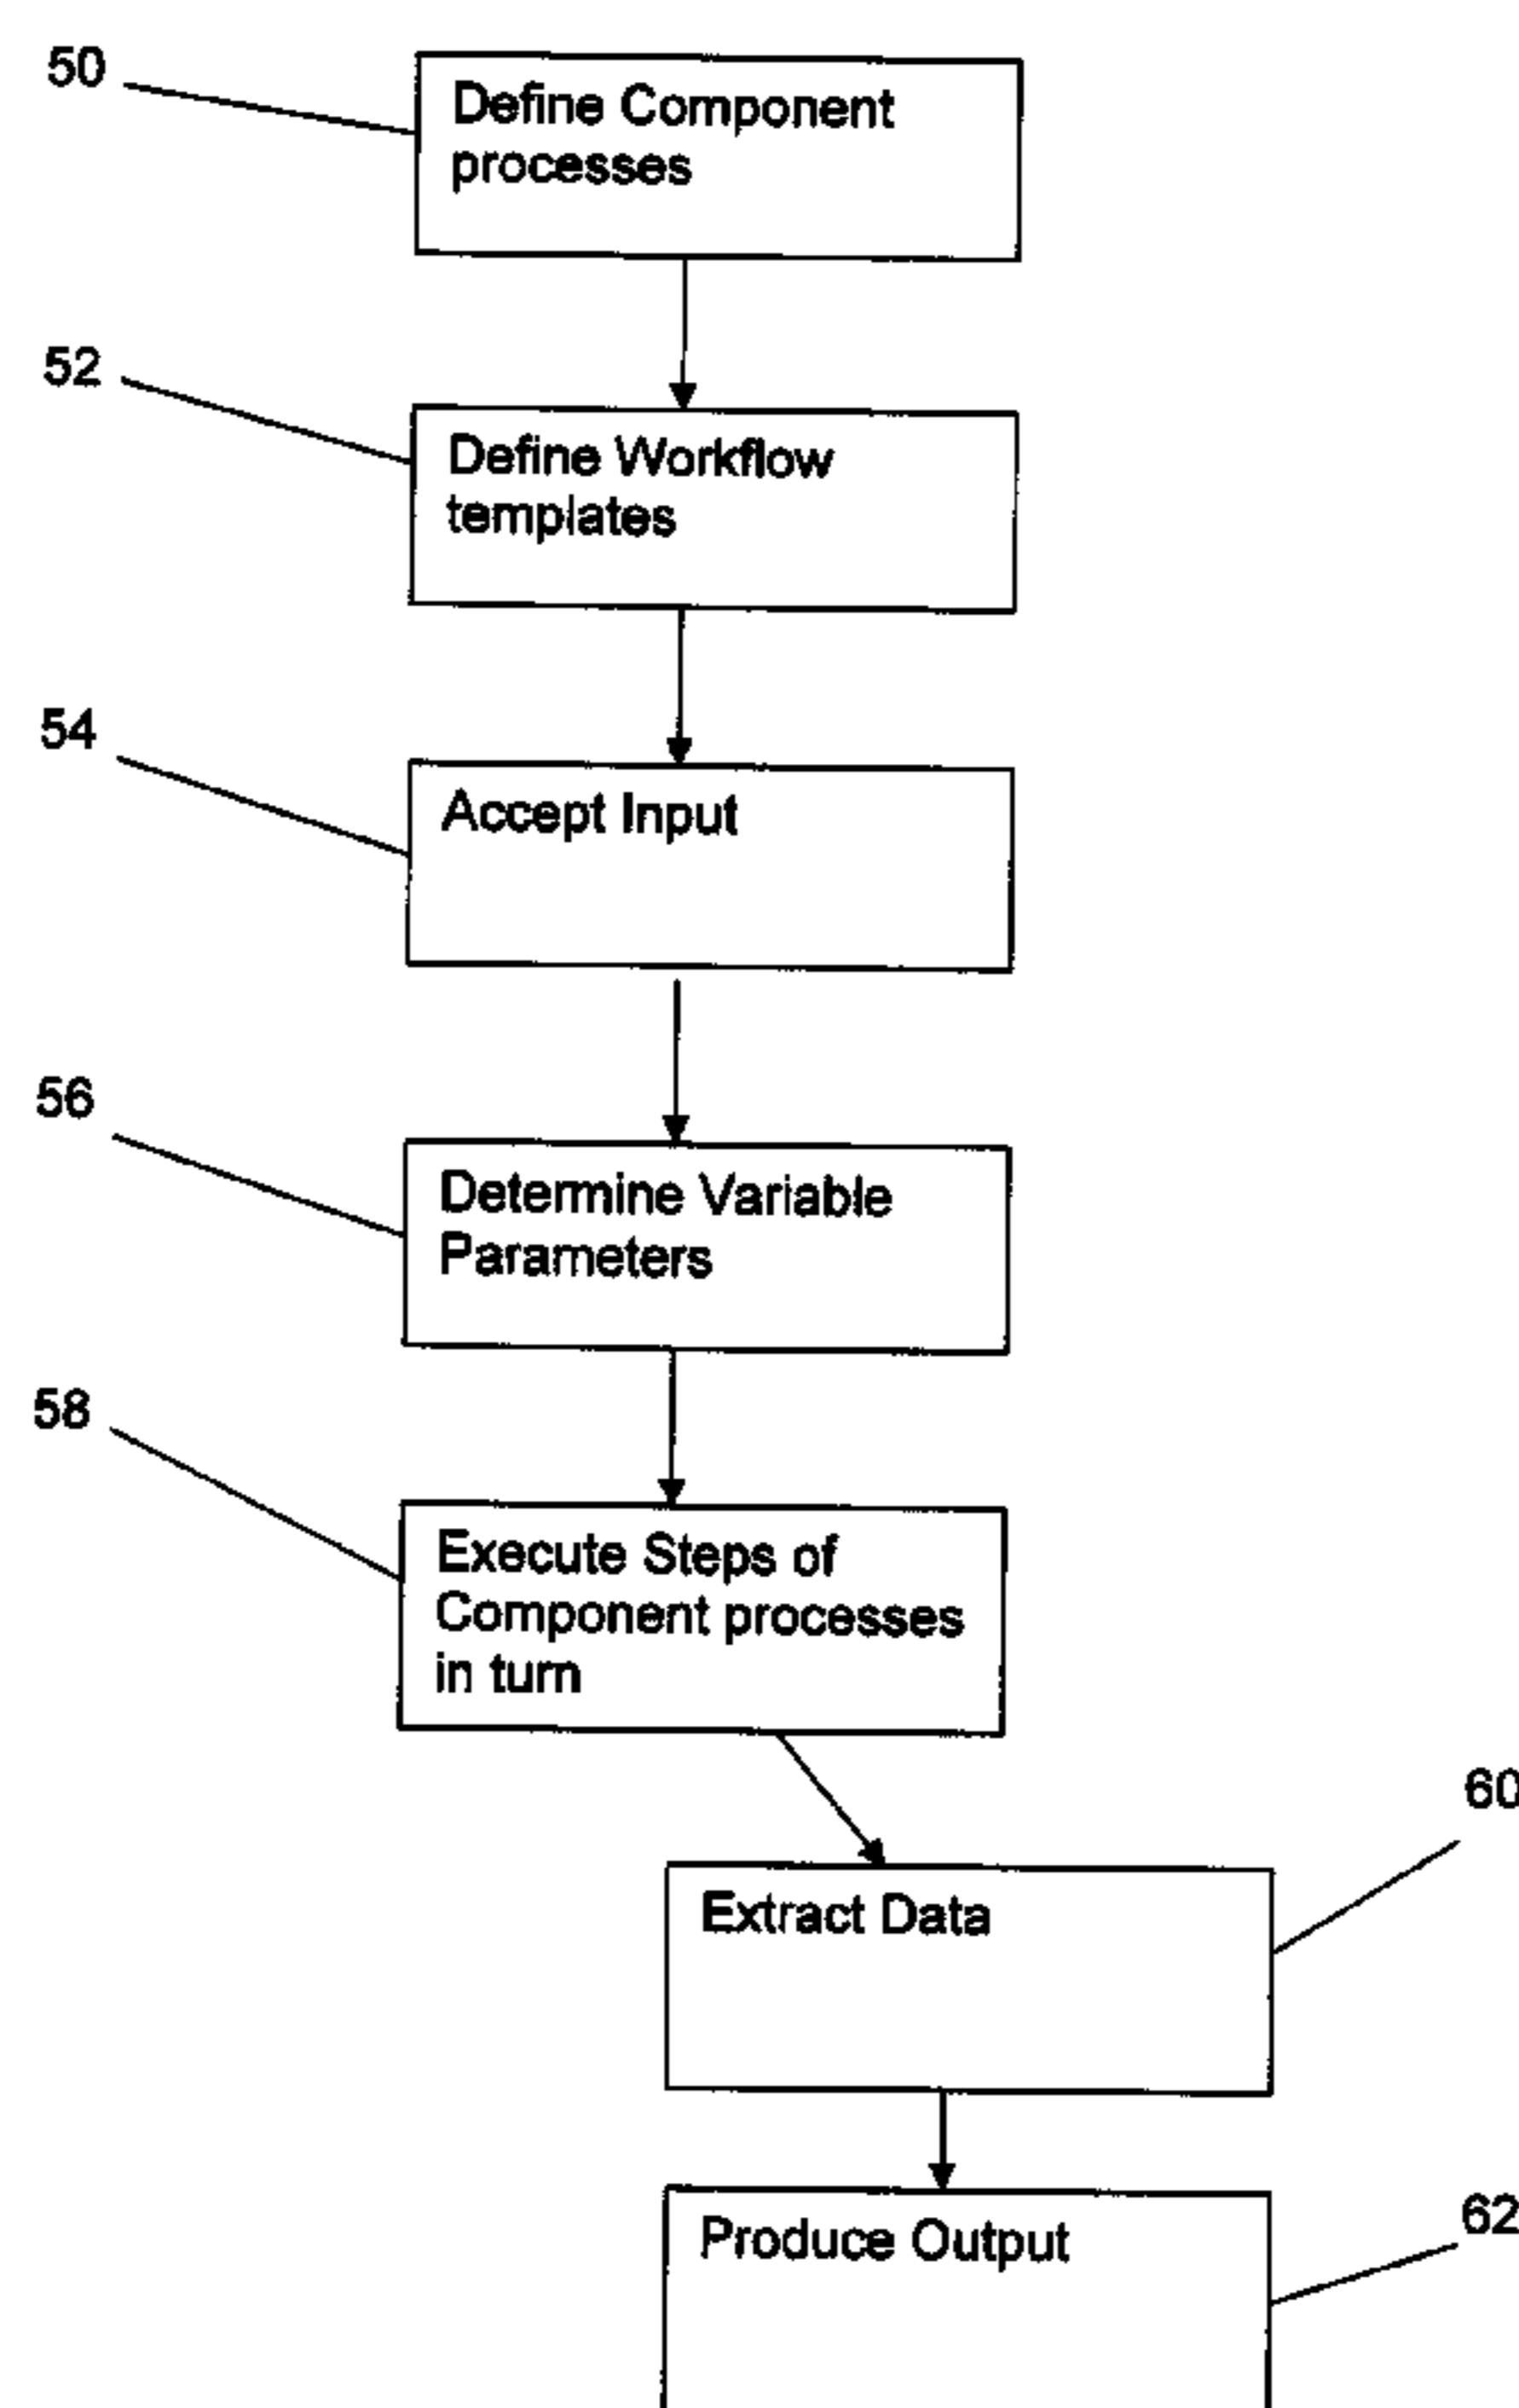 50
Define Component
processes
52
Define Workflow
templates
54
Accept Input
56
Determine Variable
Parameters
58
Execute Steps of
Component processes
in turn
60
Extract Data
62
Produce Output